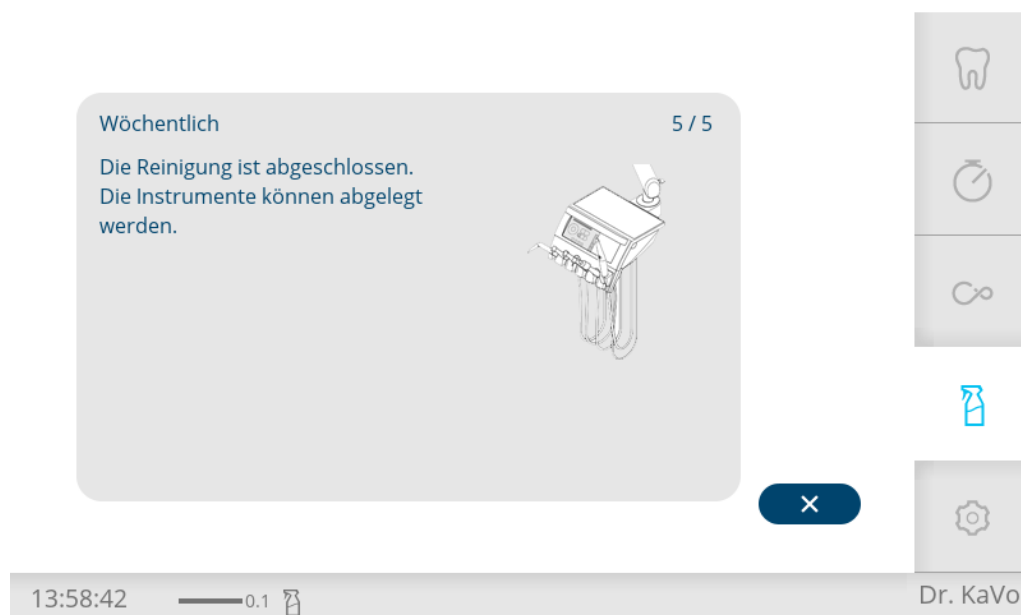 Wöchentlich 5 / 5
Die Reinigung ist abgeschlossen.
Die Instrumente können abgelegt
werden.
13:58:42 0.1 Dr. KaVo